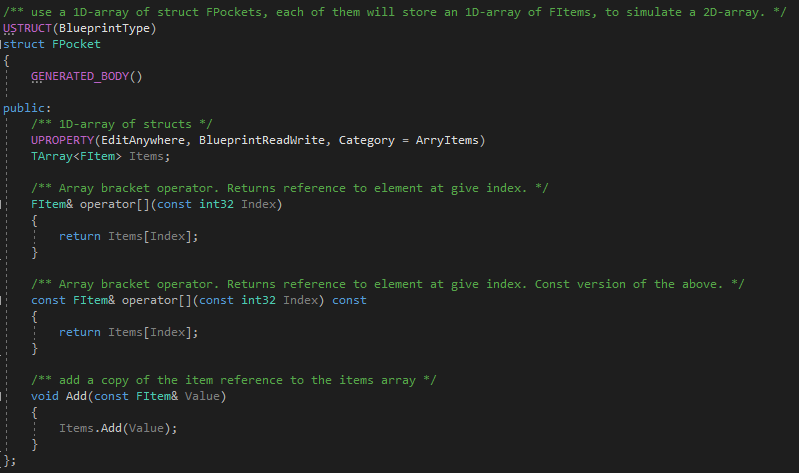 /** use a 1D-array of struct FPockets, each of them will store an 1D-array of FItems, to simulate a 2D-array. */
USTRUCT(BlueprintType)
struct FPocket
{
GENERATED_BODY()
public:
/** 1D-array of structs */
UPROPERTY(EditAnywhere, BlueprintReadWrite, Category = ArryItems)
TArray<FItem> Items;
/** Array bracket operator. Returns reference to element at give index. */
FItem& operator[](const int32 Index)
{
return Items[Index];
}
/** Array bracket operator. Returns reference to element at give index. Const version of the above. */
const FItem& operator[](const int32 Index) const
{
return Items[Index];
}
/** add a copy of the item reference to the items array */
void Add(const FItem& Value)
{
Items.Add(Value);
}
};